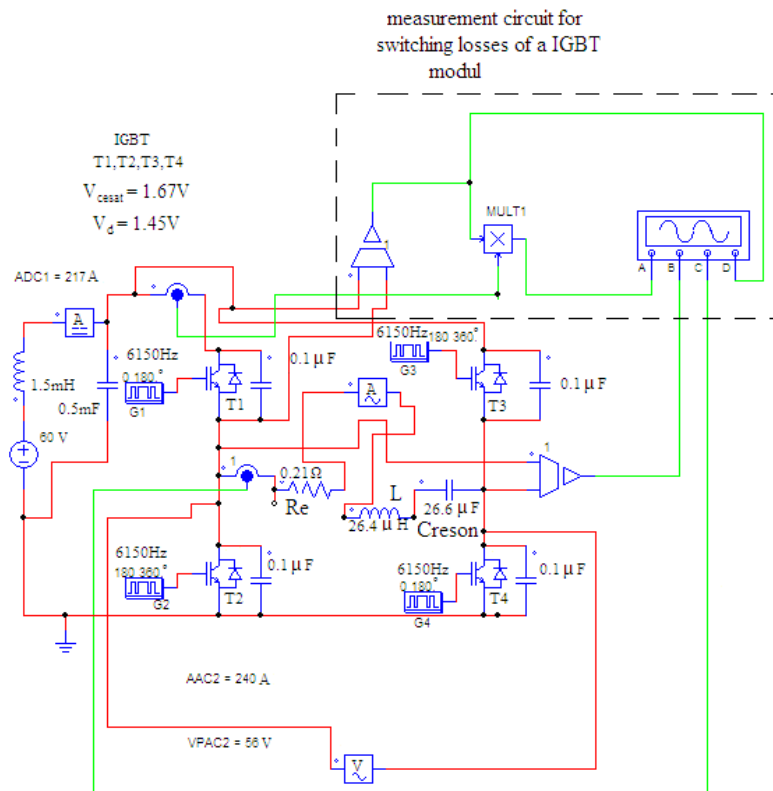 measurement circuit for
switching losses of a IGBT
modul
IGBT
T1,T2,T3,T4
Vcesat = 1.67V
Vd = 1.45V
MULT1
1
A B C D
ADC1 = 217 A
A
6150Hz
0 180.°
G1
0.1 µF
T1
6150Hz
180 360.°
G3
T3
0.1 µF
1.5mH
0.5mF
60 V
A
1
0.21Ω
Re
L
26.4 µ H
26.6 µ F
Creson
1
6150Hz
180 360.°
G2
T2
0.1 µF
6150Hz
0 180.°
G4
T4
0.1 µF
AAC2 = 240 A
VPAC2 = 56 V
V